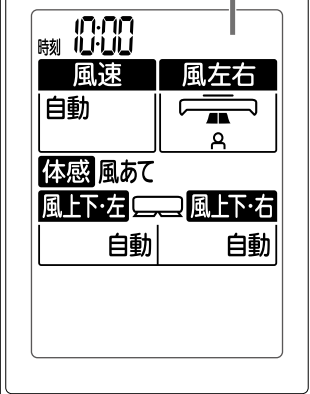 時刻 10:00
風速 風左右
自動
体感 風あて
風上下・左 風上下・右
自動 自動